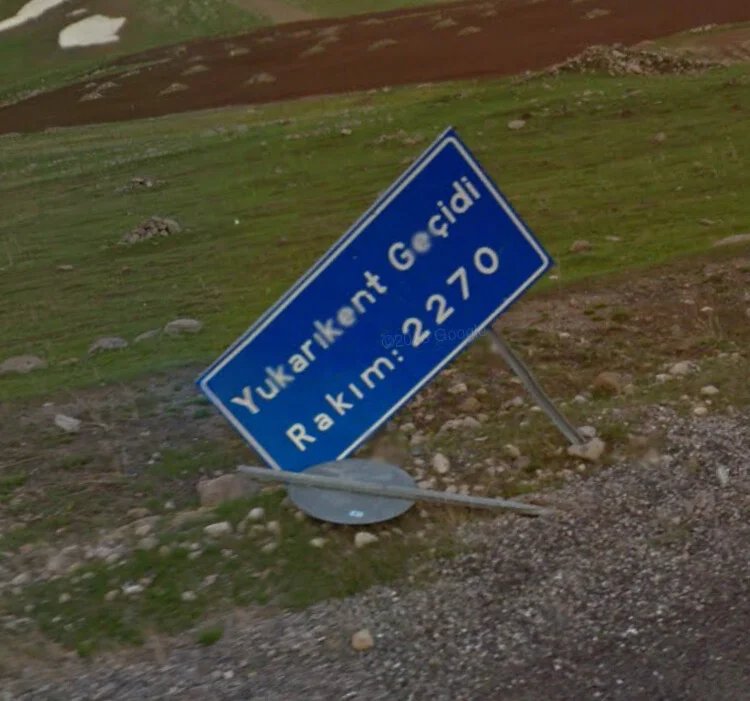 Yukarıkent Geçidi
Rakım: 2270